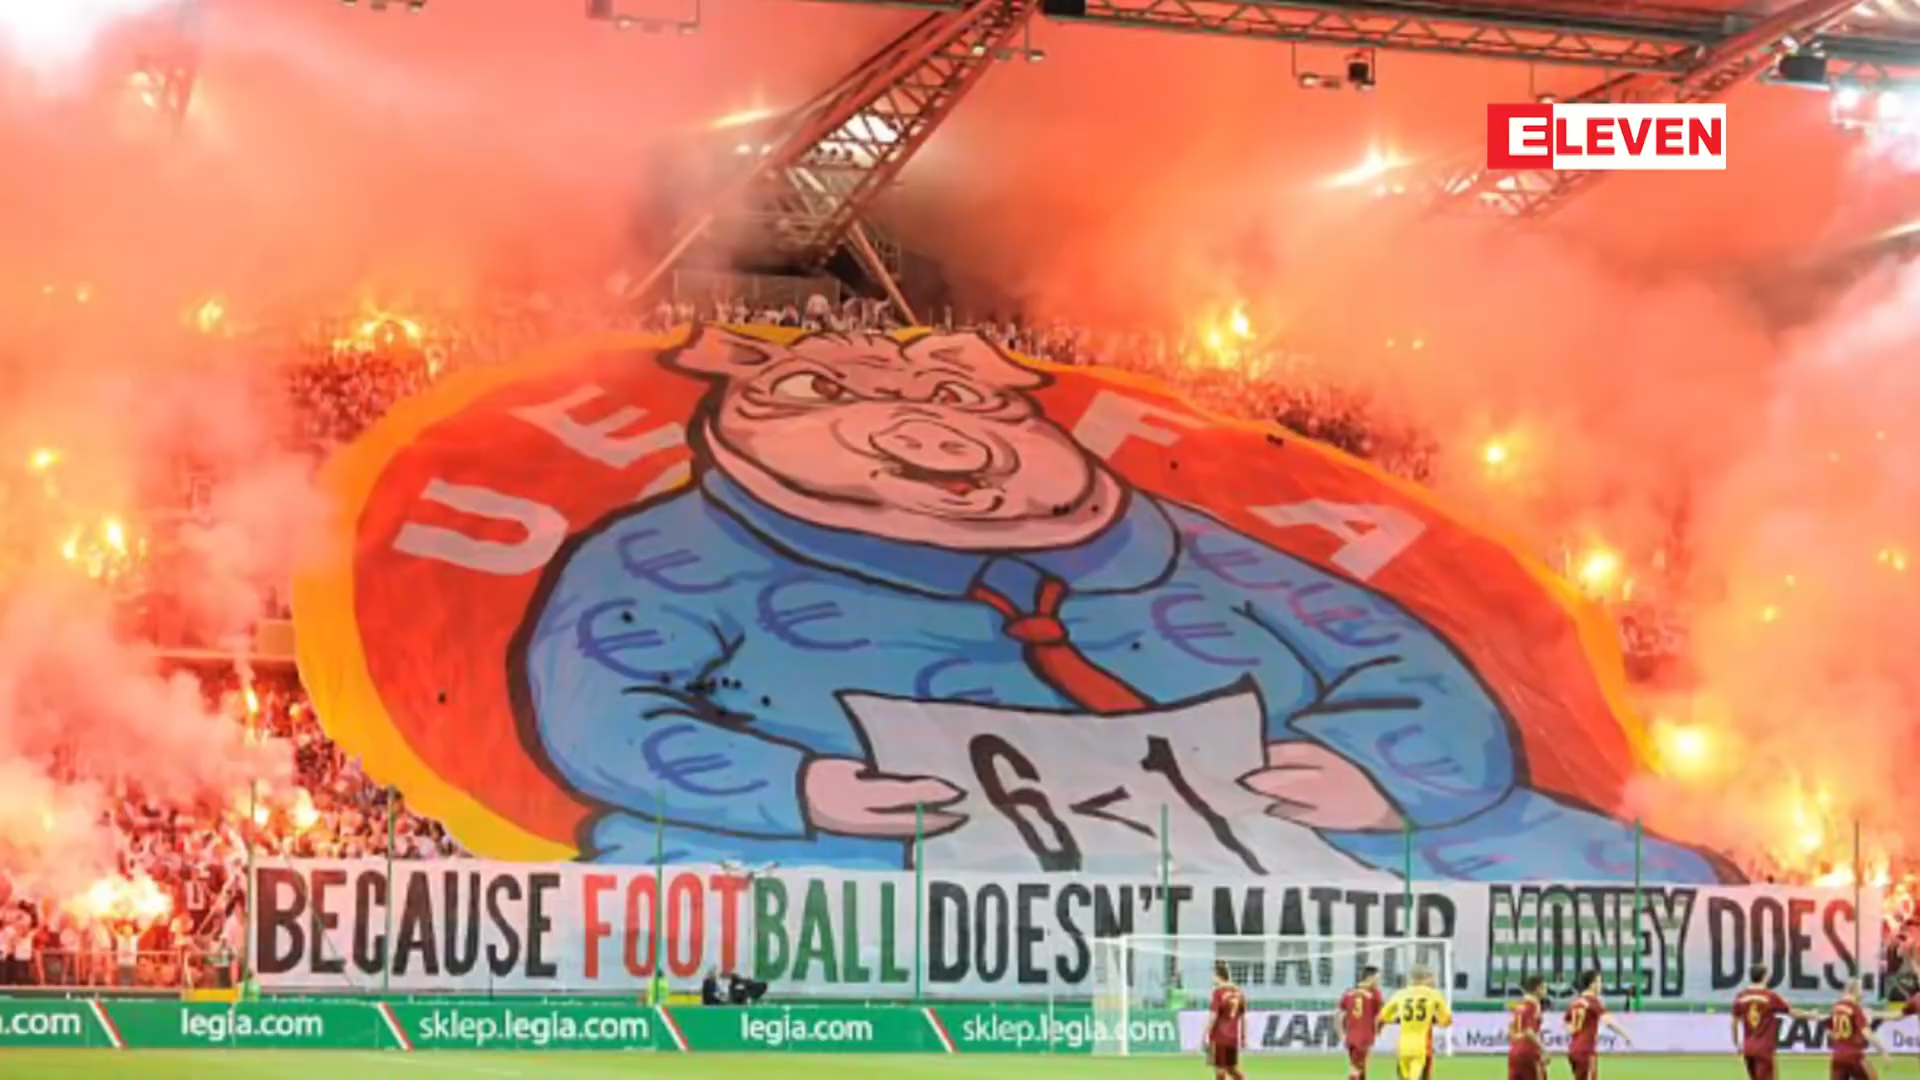 ELEVEN
UEFA
6<1
BECAUSE FOOTBALL DOESN'T MATTER. MONEY DOES.
.com legia.com sklep.legia.com legia.com sklep.legia.com
55
6